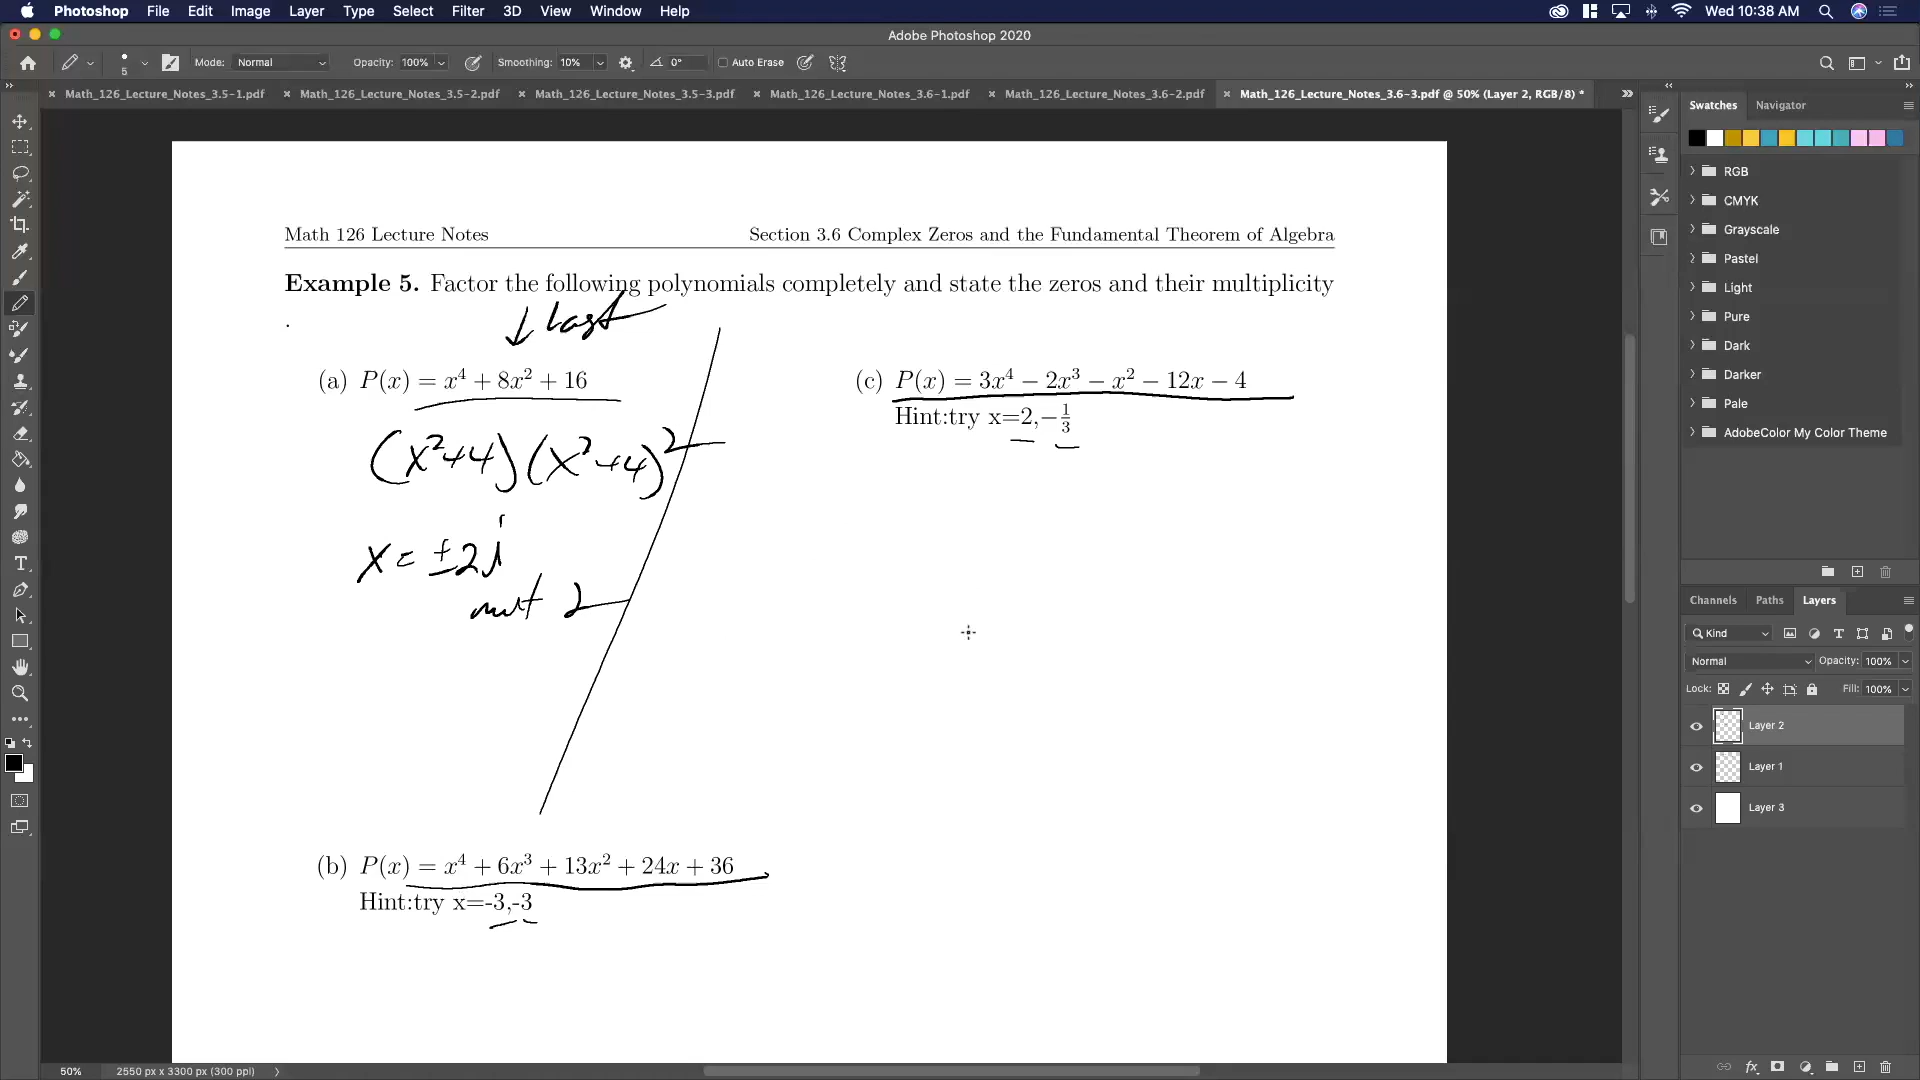 Photoshop File Edit Image Layer Type Select Filter 3D View Window Help Wed 10:38 AM
Adobe Photoshop 2020
5 Mode: Normal Opacity: 100% Smoothing: 10% 0° Auto Erase
Math_126_Lecture_Notes_3.5-1.pdf Math_126_Lecture_Notes_3.5-2.pdf Math_126_Lecture_Notes_3.5-3.pdf Math_126_Lecture_Notes_3.6-1.pdf Math_126_Lecture_Notes_3.6-2.pdf Math_126_Lecture_Notes_3.6-3.pdf @ 50% (Layer 2, RGB/8) *
Math 126 Lecture Notes Section 3.6 Complex Zeros and the Fundamental Theorem of Algebra
Example 5. Factor the following polynomials completely and state the zeros and their multiplicity
.
↓ Last
(a) P(x) = x⁴ + 8x² + 16
(x²+4)(x²+4)²
x = ±2i
mult 2
(b) P(x) = x⁴ + 6x³ + 13x² + 24x + 36
Hint:try x=-3,-3
(c) P(x) = 3x⁴ − 2x³ − x² − 12x − 4
Hint:try x=2,−1/3
Swatches Navigator
RGB
CMYK
Grayscale
Pastel
Light
Pure
Dark
Darker
Pale
AdobeColor My Color Theme
Channels Paths Layers
Kind
Normal Opacity: 100%
Lock: Fill: 100%
Layer 2
Layer 1
Layer 3
fx
50% 2550 px x 3300 px (300 ppi)